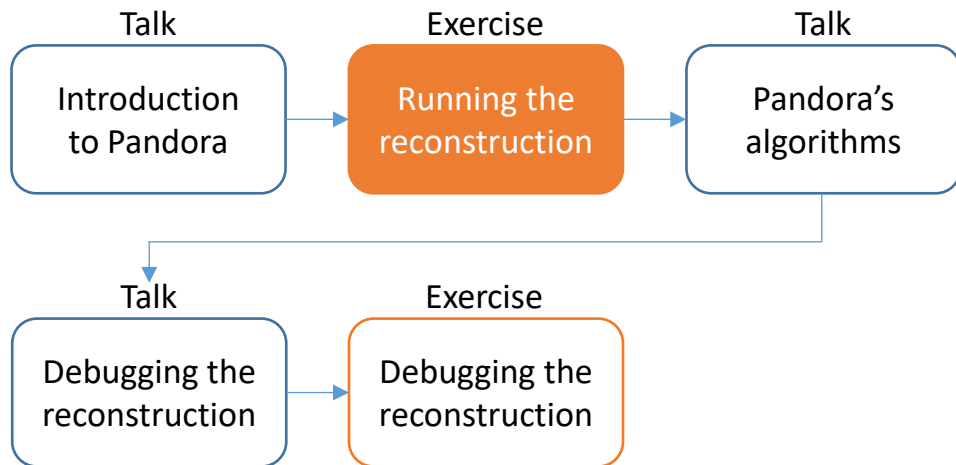 Talk
Introduction
to Pandora
Exercise
Running the
reconstruction
Talk
Pandora’s
algorithms
Talk
Debugging the
reconstruction
Exercise
Debugging the
reconstruction